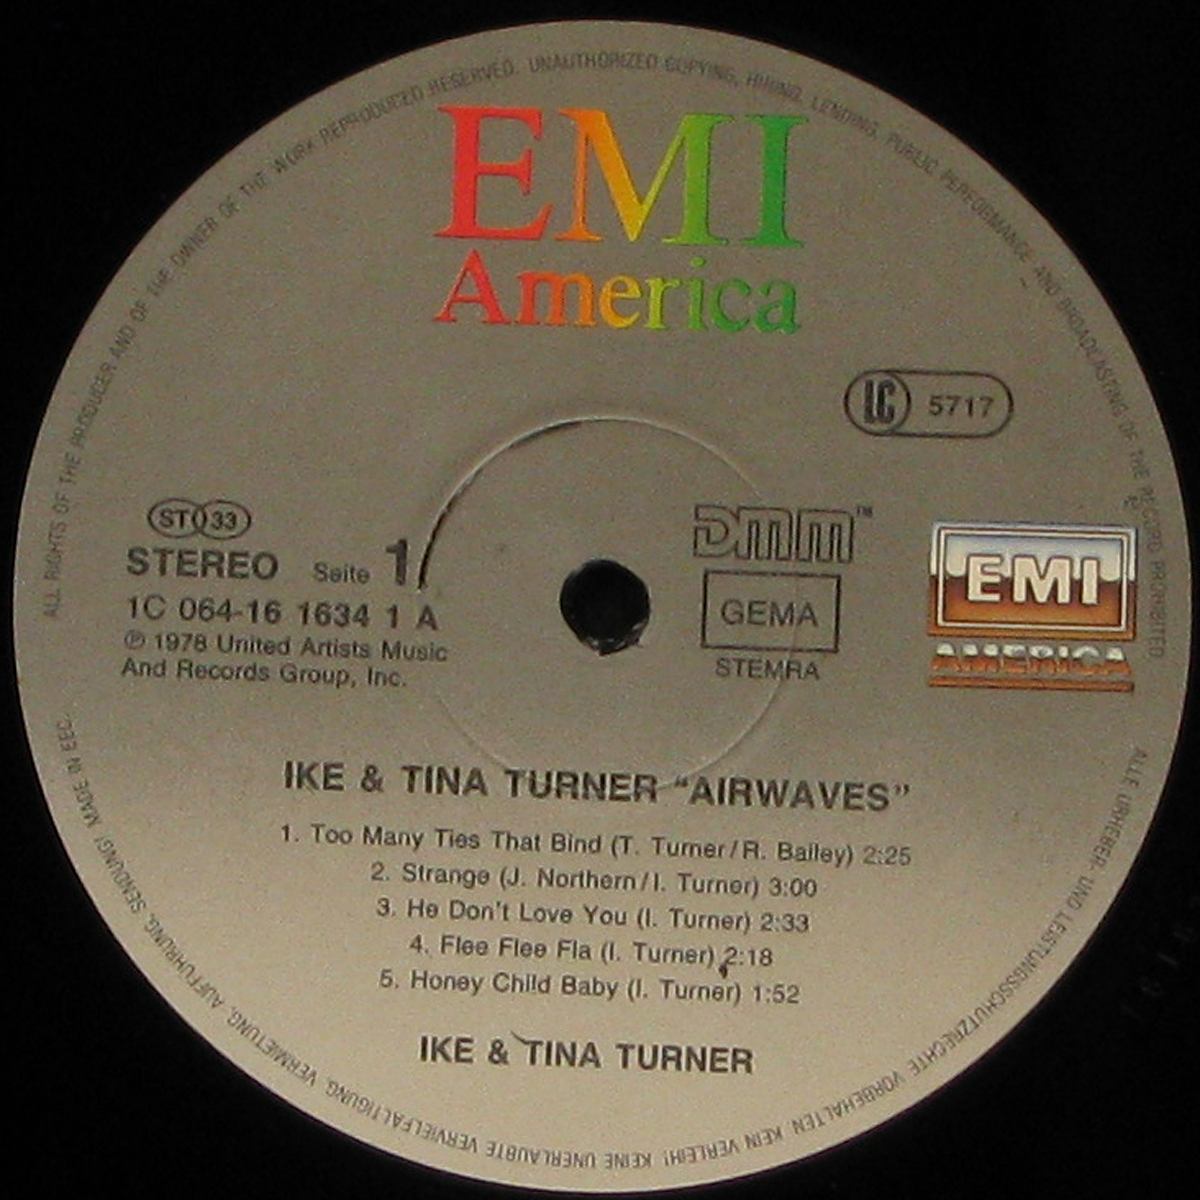 ALL RIGHTS OF THE PRODUCER AND OF THE OWNER OF THE WORK REPRODUCED RESERVED. UNAUTHORIZED COPYING, HIRING, LENDING, PUBLIC PERFORMANCE AND BROADCASTING OF THE RECORD PROHIBITED
EMI
America
LC 5717
ST 33
STEREO Seite 1
1C 064-16 1634 1 A
℗ 1978 United Artists Music
And Records Group, Inc.
DMM™
GEMA
STEMRA
EMI
AMERICA
IKE & TINA TURNER “AIRWAVES”
1. Too Many Ties That Bind (T. Turner/R. Bailey) 2:25
2. Strange (J. Northern/I. Turner) 3:00
3. He Don't Love You (I. Turner) 2:33
4. Flee Flee Fla (I. Turner) 2:18
5. Honey Child Baby (I. Turner) 1:52
IKE & TINA TURNER
ALLE URHEBER- UND LEISTUNGSSCHUTZRECHTE VORBEHALTEN. KEIN VERLEIH! KEINE UNERLAUBTE VERVIELFÄLTIGUNG, VERMIETUNG, AUFFÜHRUNG, SENDUNG! MADE IN EEC.